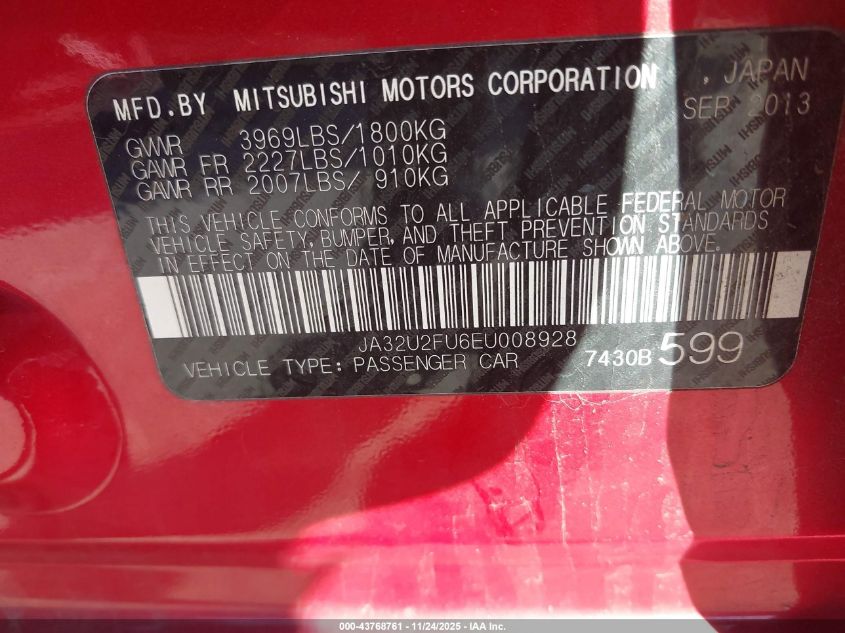 MFD.BY MITSUBISHI MOTORS CORPORATION , JAPAN
SEP 2013
GVWR 3969LBS/1800KG
GAWR FR 2227LBS/1010KG
GAWR RR 2007LBS/ 910KG
THIS VEHICLE CONFORMS TO ALL APPLICABLE FEDERAL MOTOR
VEHICLE SAFETY, BUMPER, AND THEFT PREVENTION STANDARDS
IN EFFECT ON THE DATE OF MANUFACTURE SHOWN ABOVE.
JA32U2FU6EU008928
VEHICLE TYPE: PASSENGER CAR 7430B 599
000-43768761 - 11/24/2025 - IAA Inc.